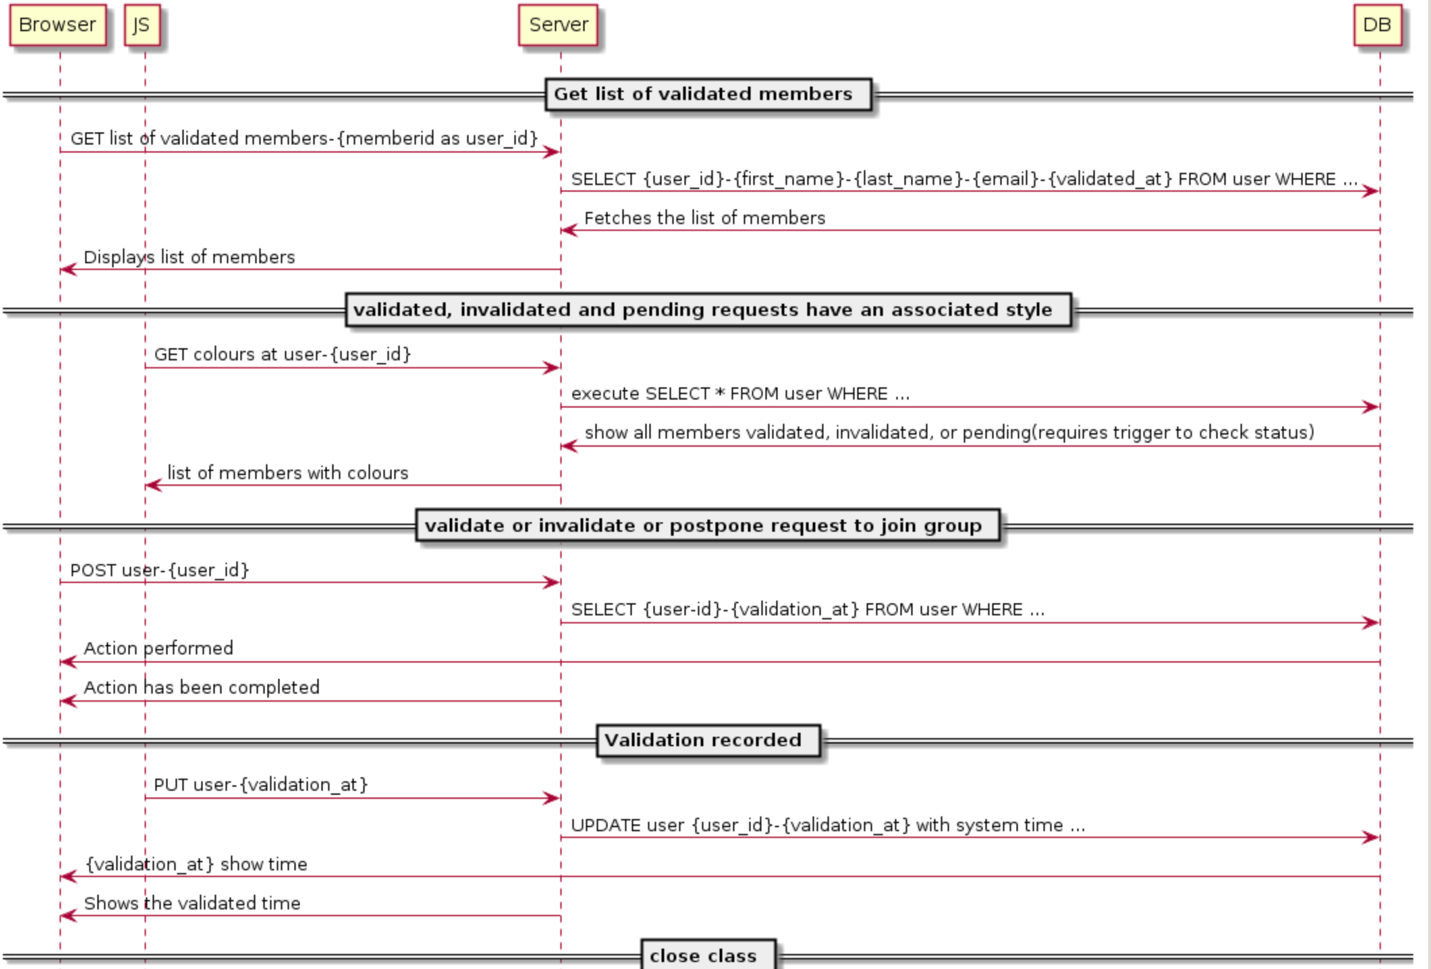 Browser JS Server DB
Get list of validated members
GET list of validated members-{memberid as user_id}
SELECT {user_id}-{first_name}-{last_name}-{email}-{validated_at} FROM user WHERE ...
Fetches the list of members
Displays list of members
validated, invalidated and pending requests have an associated style
GET colours at user-{user_id}
execute SELECT * FROM user WHERE ...
show all members validated, invalidated, or pending(requires trigger to check status)
list of members with colours
validate or invalidate or postpone request to join group
POST user-{user_id}
SELECT {user-id}-{validation_at} FROM user WHERE ...
Action performed
Action has been completed
Validation recorded
PUT user-{validation_at}
UPDATE user {user_id}-{validation_at} with system time ...
{validation_at} show time
Shows the validated time
close class